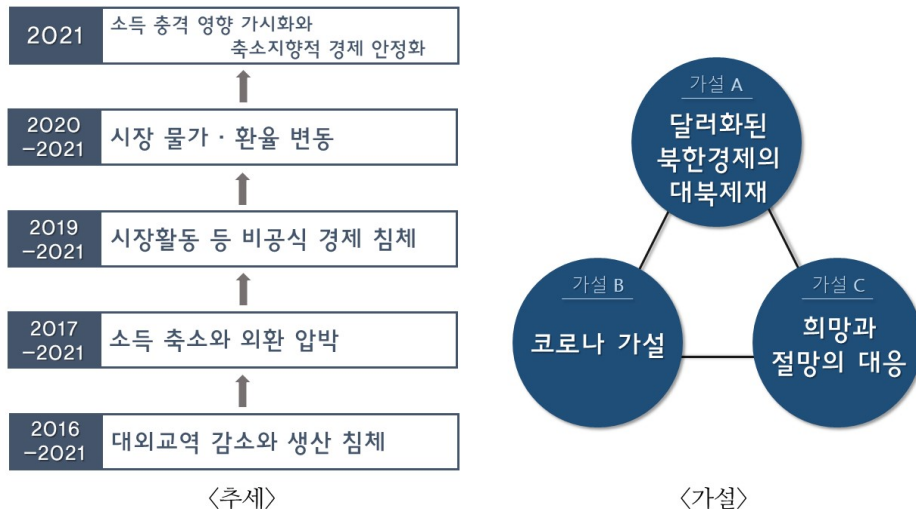 2021
소득 충격 영향 가시화와
축소지향적 경제 안정화
2020
-2021
시장 물가 · 환율 변동
2019
-2021
시장활동 등 비공식 경제 침체
2017
-2021
소득 축소와 외환 압박
2016
-2021
대외교역 감소와 생산 침체
〈추세〉
가설 A
달러화된
북한경제의
대북제재
가설 B
코로나 가설
가설 C
희망과
절망의 대응
〈가설〉